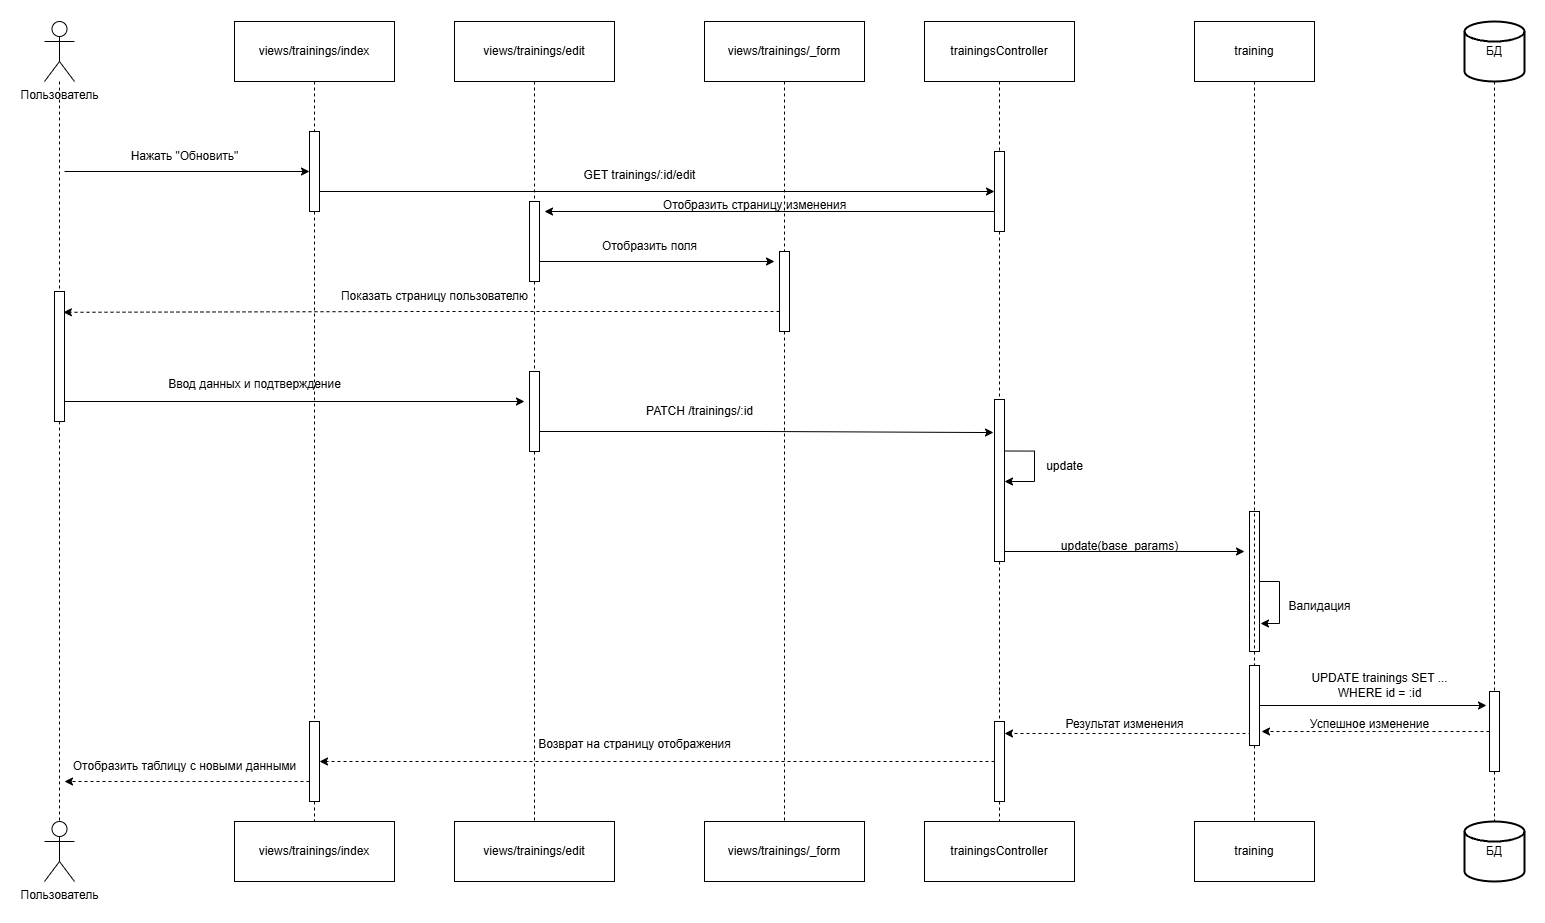 views/trainings/index
views/trainings/edit
views/trainings/_form
trainingsController
training
БД
Пользователь
Нажать "Обновить"
GET trainings/:id/edit
Отобразить страницу изменения
Отобразить поля
Показать страницу пользователю
Ввод данных и подтверждение
PATCH /trainings/:id
update
update(base_params)
Валидация
UPDATE trainings SET ...
WHERE id = :id
Результат изменения
Успешное изменение
Возврат на страницу отображения
Отобразить таблицу с новыми данными
views/trainings/index
views/trainings/edit
views/trainings/_form
trainingsController
training
БД
Пользователь